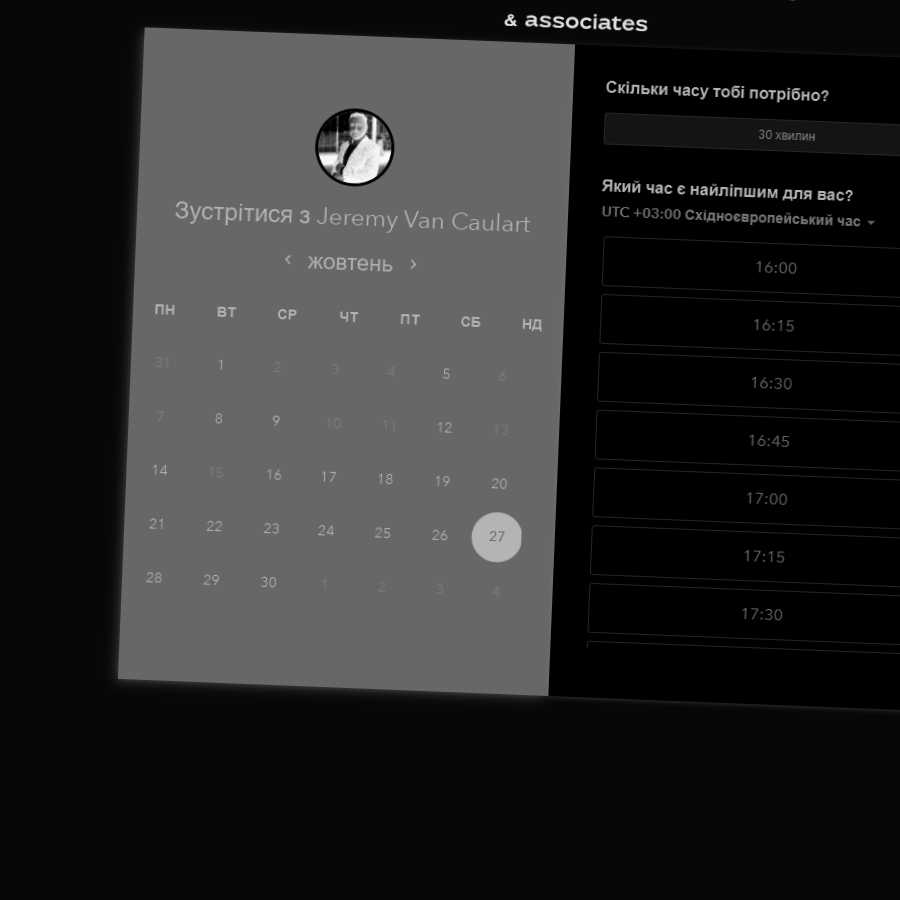 & associates
Зустрітися з Jeremy Van Caulart
жовтень
ПН ВТ СР ЧТ ПТ СБ НД
31 1 2 3 4 5 6
7 8 9 10 11 12 13
14 15 16 17 18 19 20
21 22 23 24 25 26 27
28 29 30 1 2 3 4
Скільки часу тобі потрібно?
30 хвилин
Який час є найліпшим для вас?
UTC +03:00 Східноєвропейський час
16:00
16:15
16:30
16:45
17:00
17:15
17:30